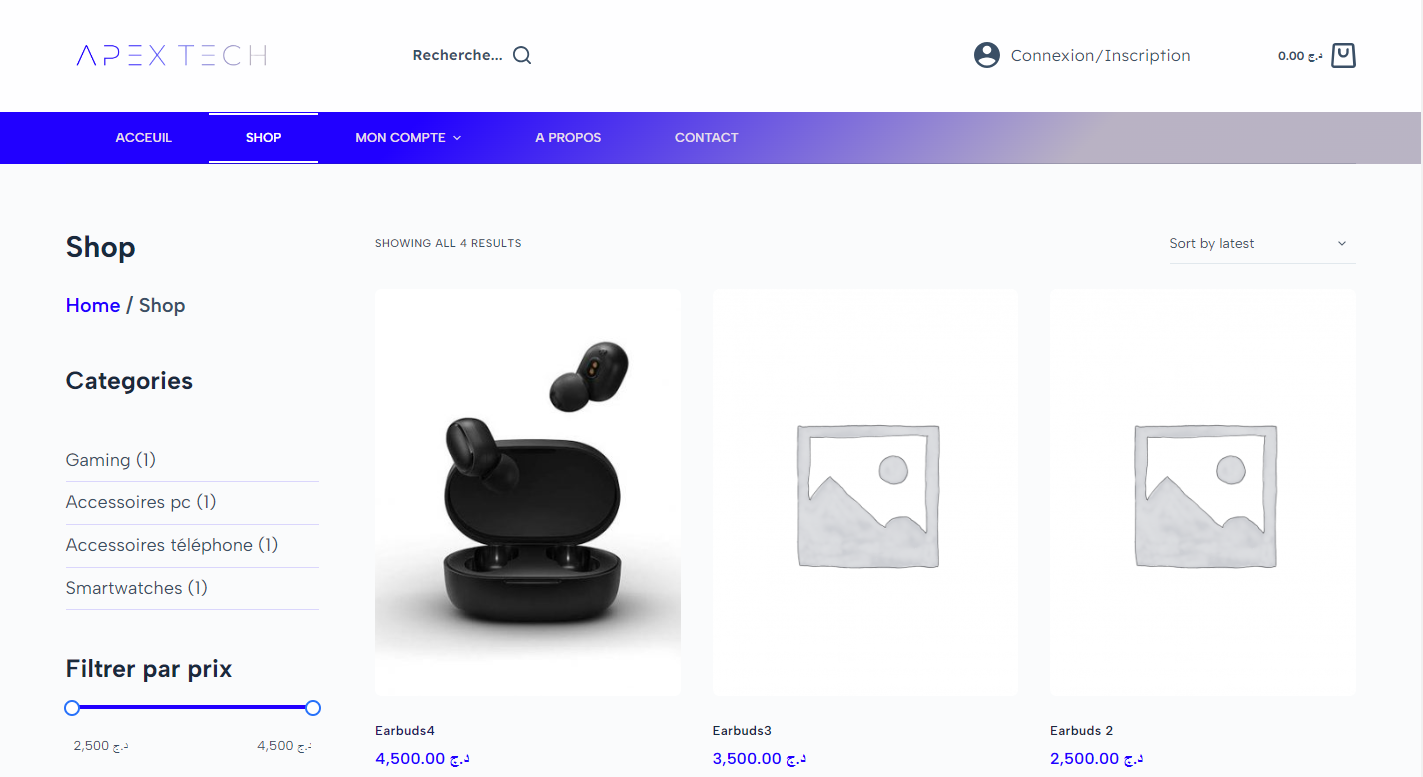 APEX TECH
Recherche...
Connexion/Inscription
0.00 د.ج
ACCEUIL
SHOP
MON COMPTE
A PROPOS
CONTACT
Shop
Home / Shop
Categories
Gaming (1)
Accessoires pc (1)
Accessoires téléphone (1)
Smartwatches (1)
Filtrer par prix
2,500 د.ج
4,500 د.ج
SHOWING ALL 4 RESULTS
Sort by latest
Earbuds4
4,500.00 د.ج
Earbuds3
3,500.00 د.ج
Earbuds 2
2,500.00 د.ج